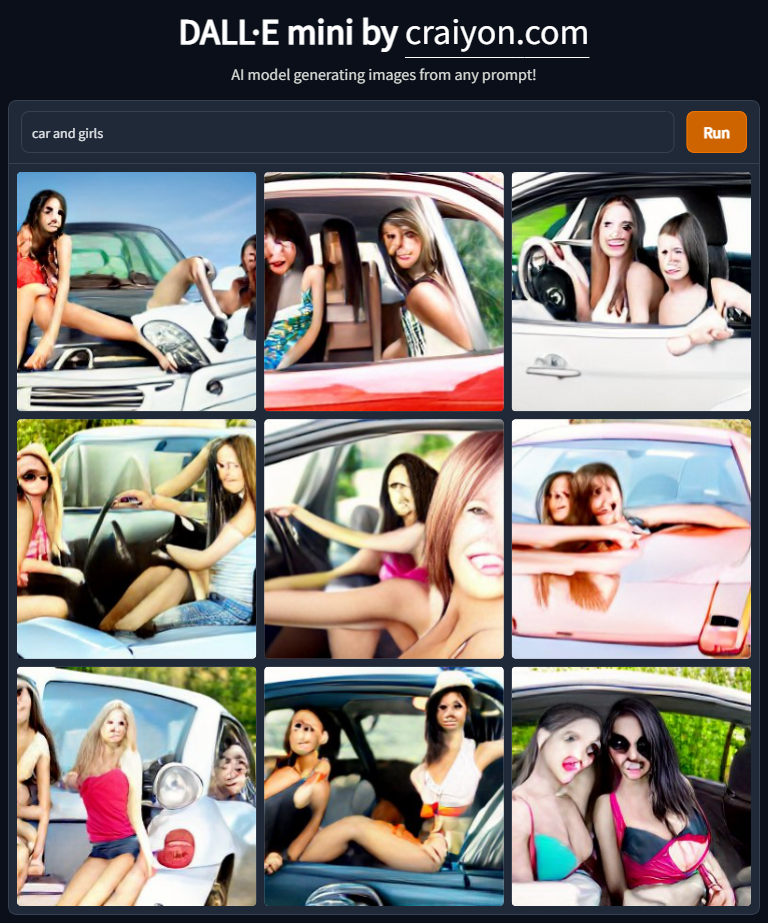 DALL·E mini by craiyon.com
AI model generating images from any prompt!
car and girls
Run